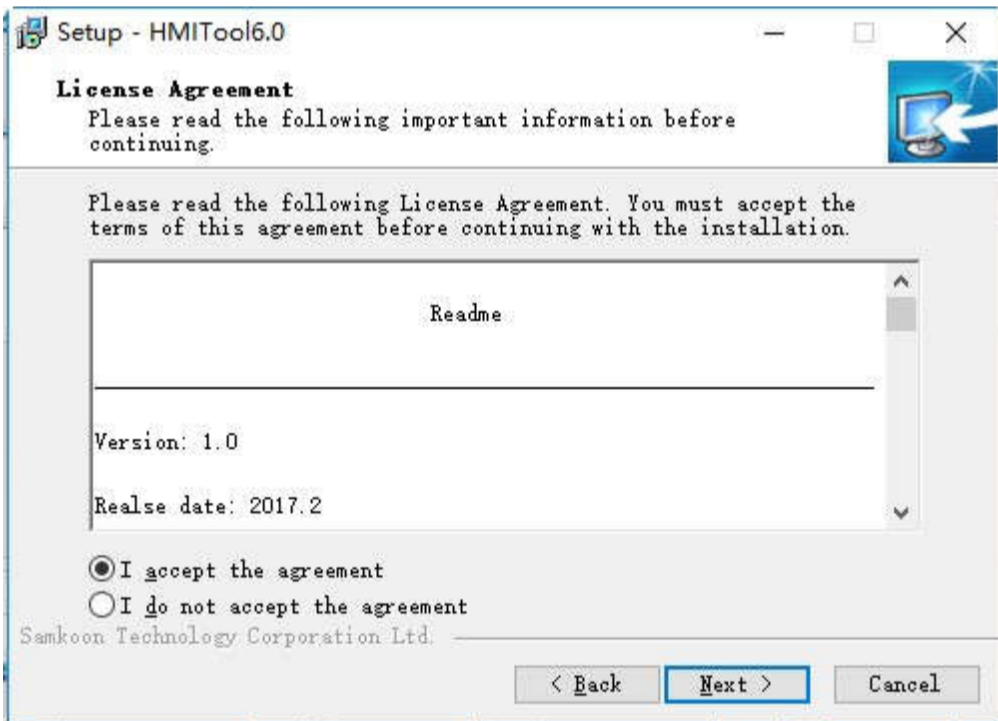 Setup - HMITool6.0
License Agreement
Please read the following important information before
continuing.
Please read the following License Agreement. You must accept the
terms of this agreement before continuing with the installation.
Readme
Version: 1.0
Realse date: 2017.2
I accept the agreement
I do not accept the agreement
Samkoon Technology Corporation Ltd.
< Back
Next >
Cancel